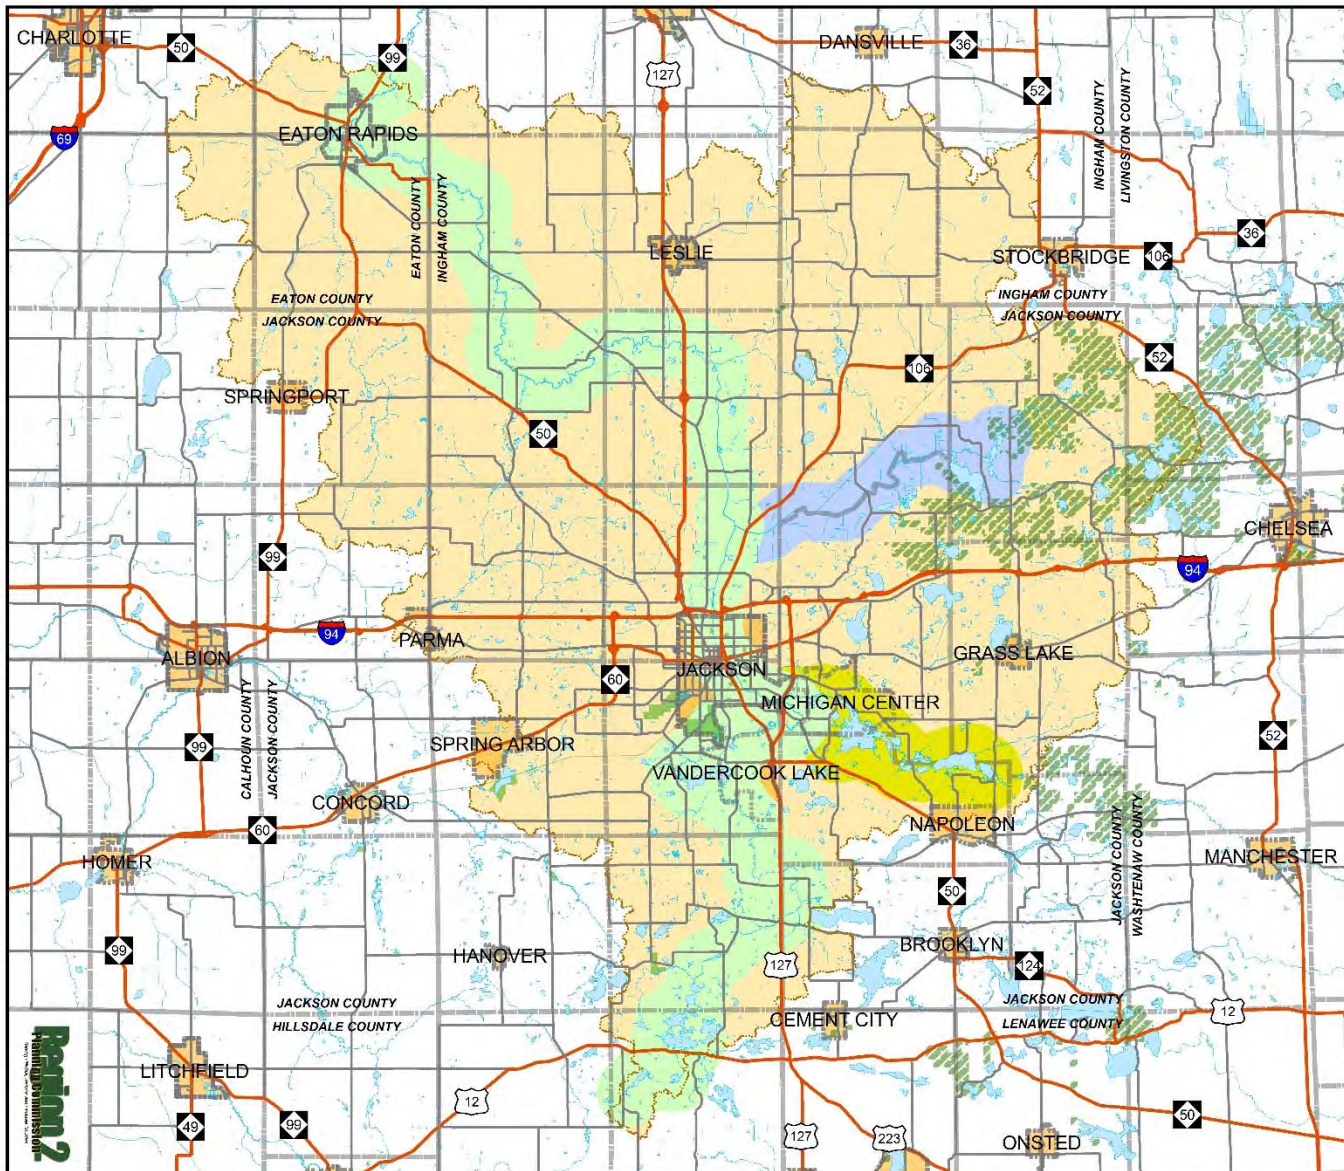 CHARLOTTE
50
99
127
DANSVILLE
36
52
69
EATON RAPIDS
INGHAM COUNTY
LIVINGSTON COUNTY
EATON COUNTY
INGHAM COUNTY
LESLIE
STOCKBRIDGE
106
36
EATON COUNTY
JACKSON COUNTY
INGHAM COUNTY
JACKSON COUNTY
52
106
SPRINGPORT
50
CHELSEA
99
94
94
PARMA
ALBION
JACKSON
GRASS LAKE
60
MICHIGAN CENTER
CALHOUN COUNTY
JACKSON COUNTY
99
SPRING ARBOR
52
VANDERCOOK LAKE
CONCORD
60
NAPOLEON
HOMER
MANCHESTER
JACKSON COUNTY
WASHTENAW COUNTY
50
99
HANOVER
BROOKLYN
127
124
JACKSON COUNTY
HILLSDALE COUNTY
CEMENT CITY
JACKSON COUNTY
LENAWEE COUNTY
12
Region 2
Planning Commission
LITCHFIELD
12
49
99
127
223
ONSTED
50